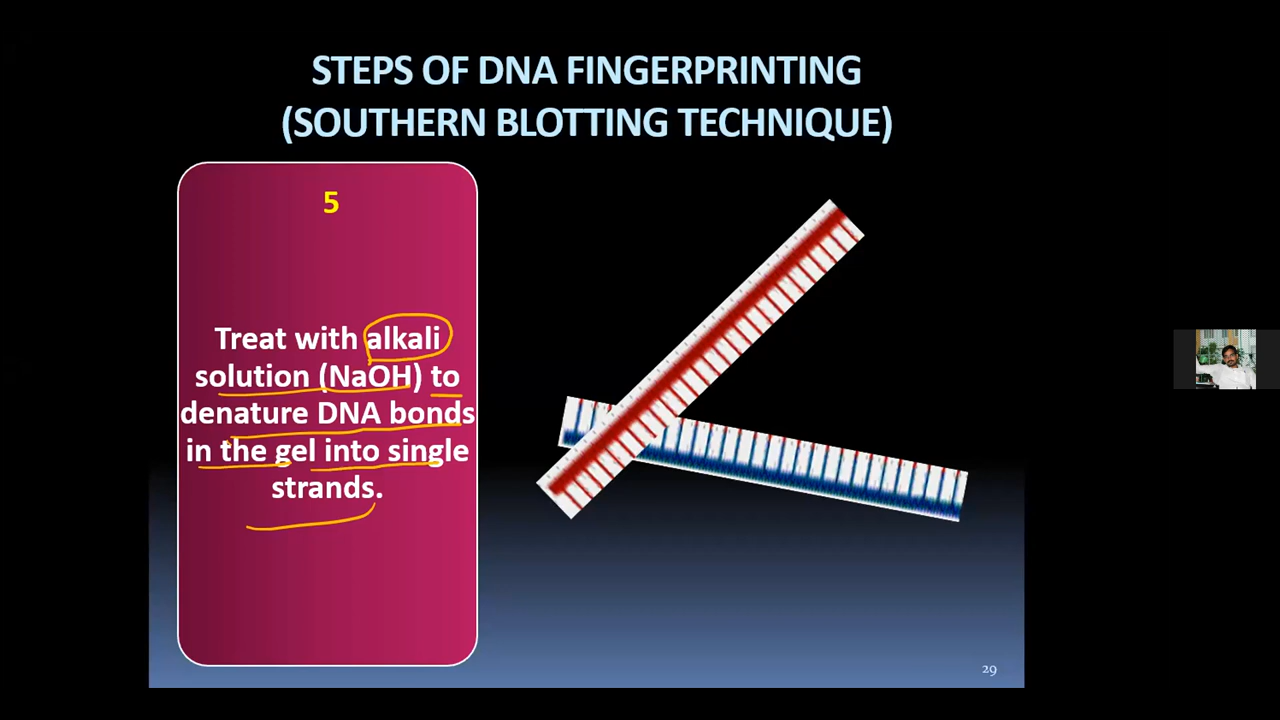 STEPS OF DNA FINGERPRINTING
(SOUTHERN BLOTTING TECHNIQUE)
5
Treat with alkali
solution (NaOH) to
denature DNA bonds
in the gel into single
strands.
29